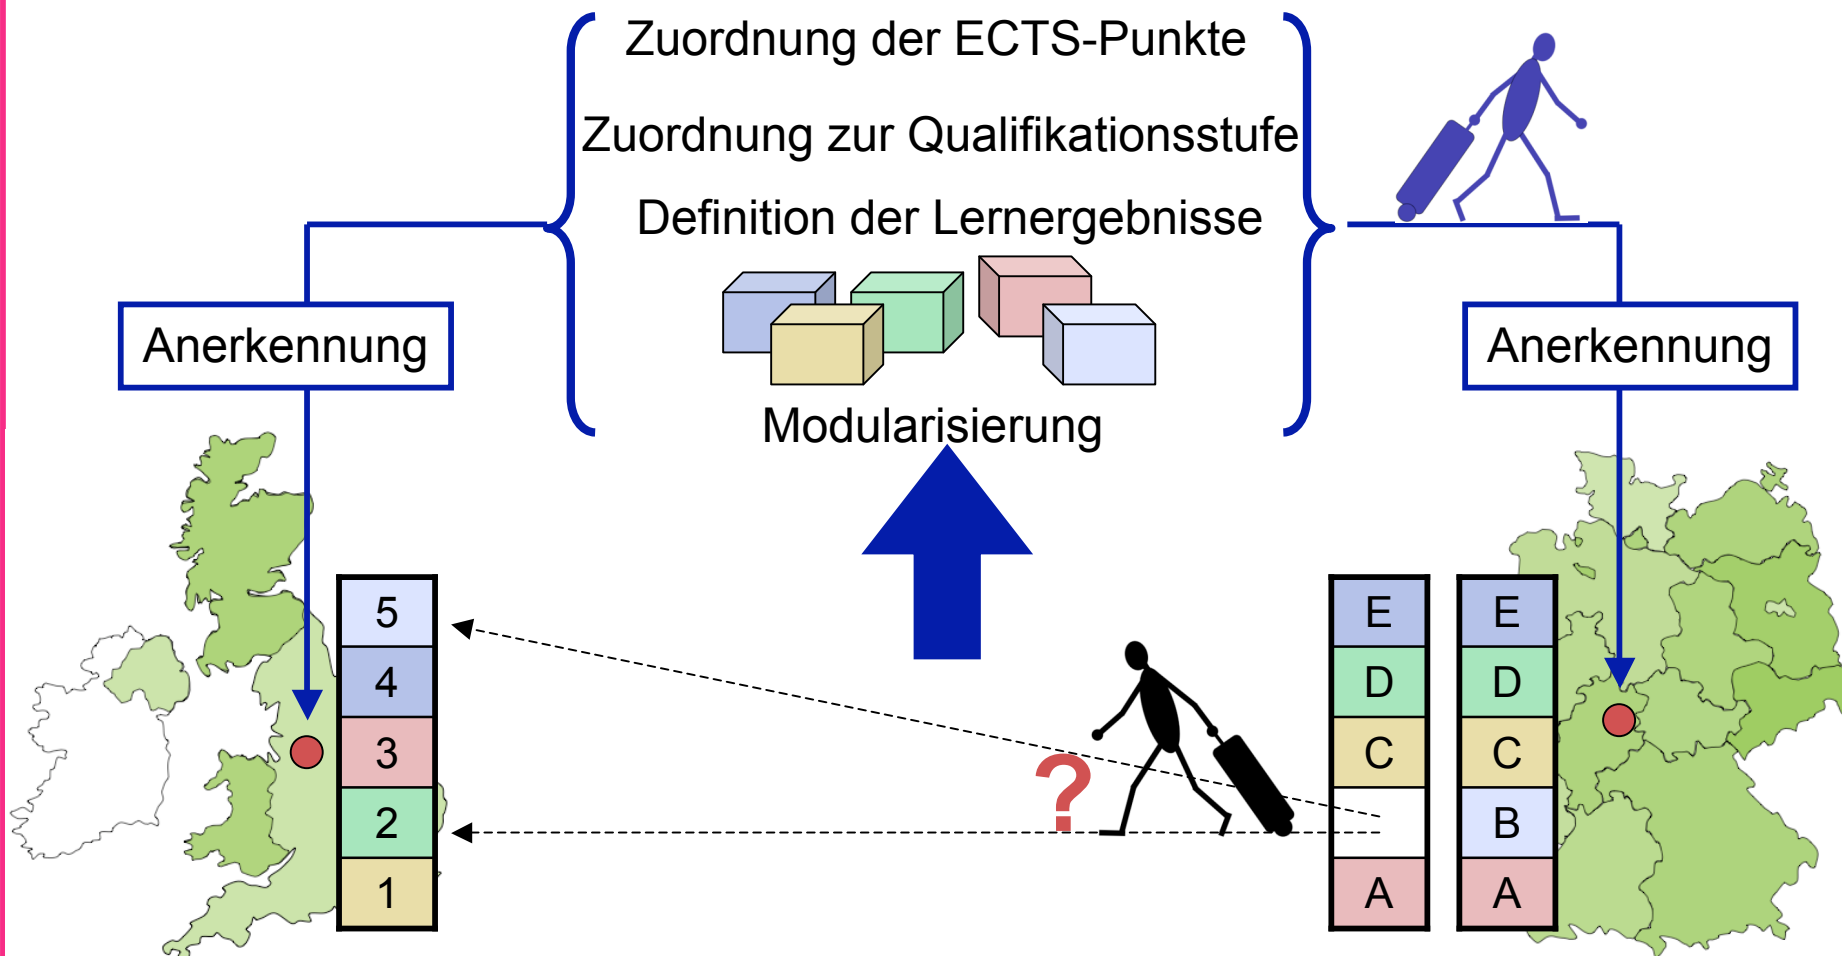 Zuordnung der ECTS-Punkte
Zuordnung zur Qualifikationsstufe
Definition der Lernergebnisse
Anerkennung
Anerkennung
Modularisierung
5
4
3
2
1
?
E
D
C
A
E
D
C
B
A